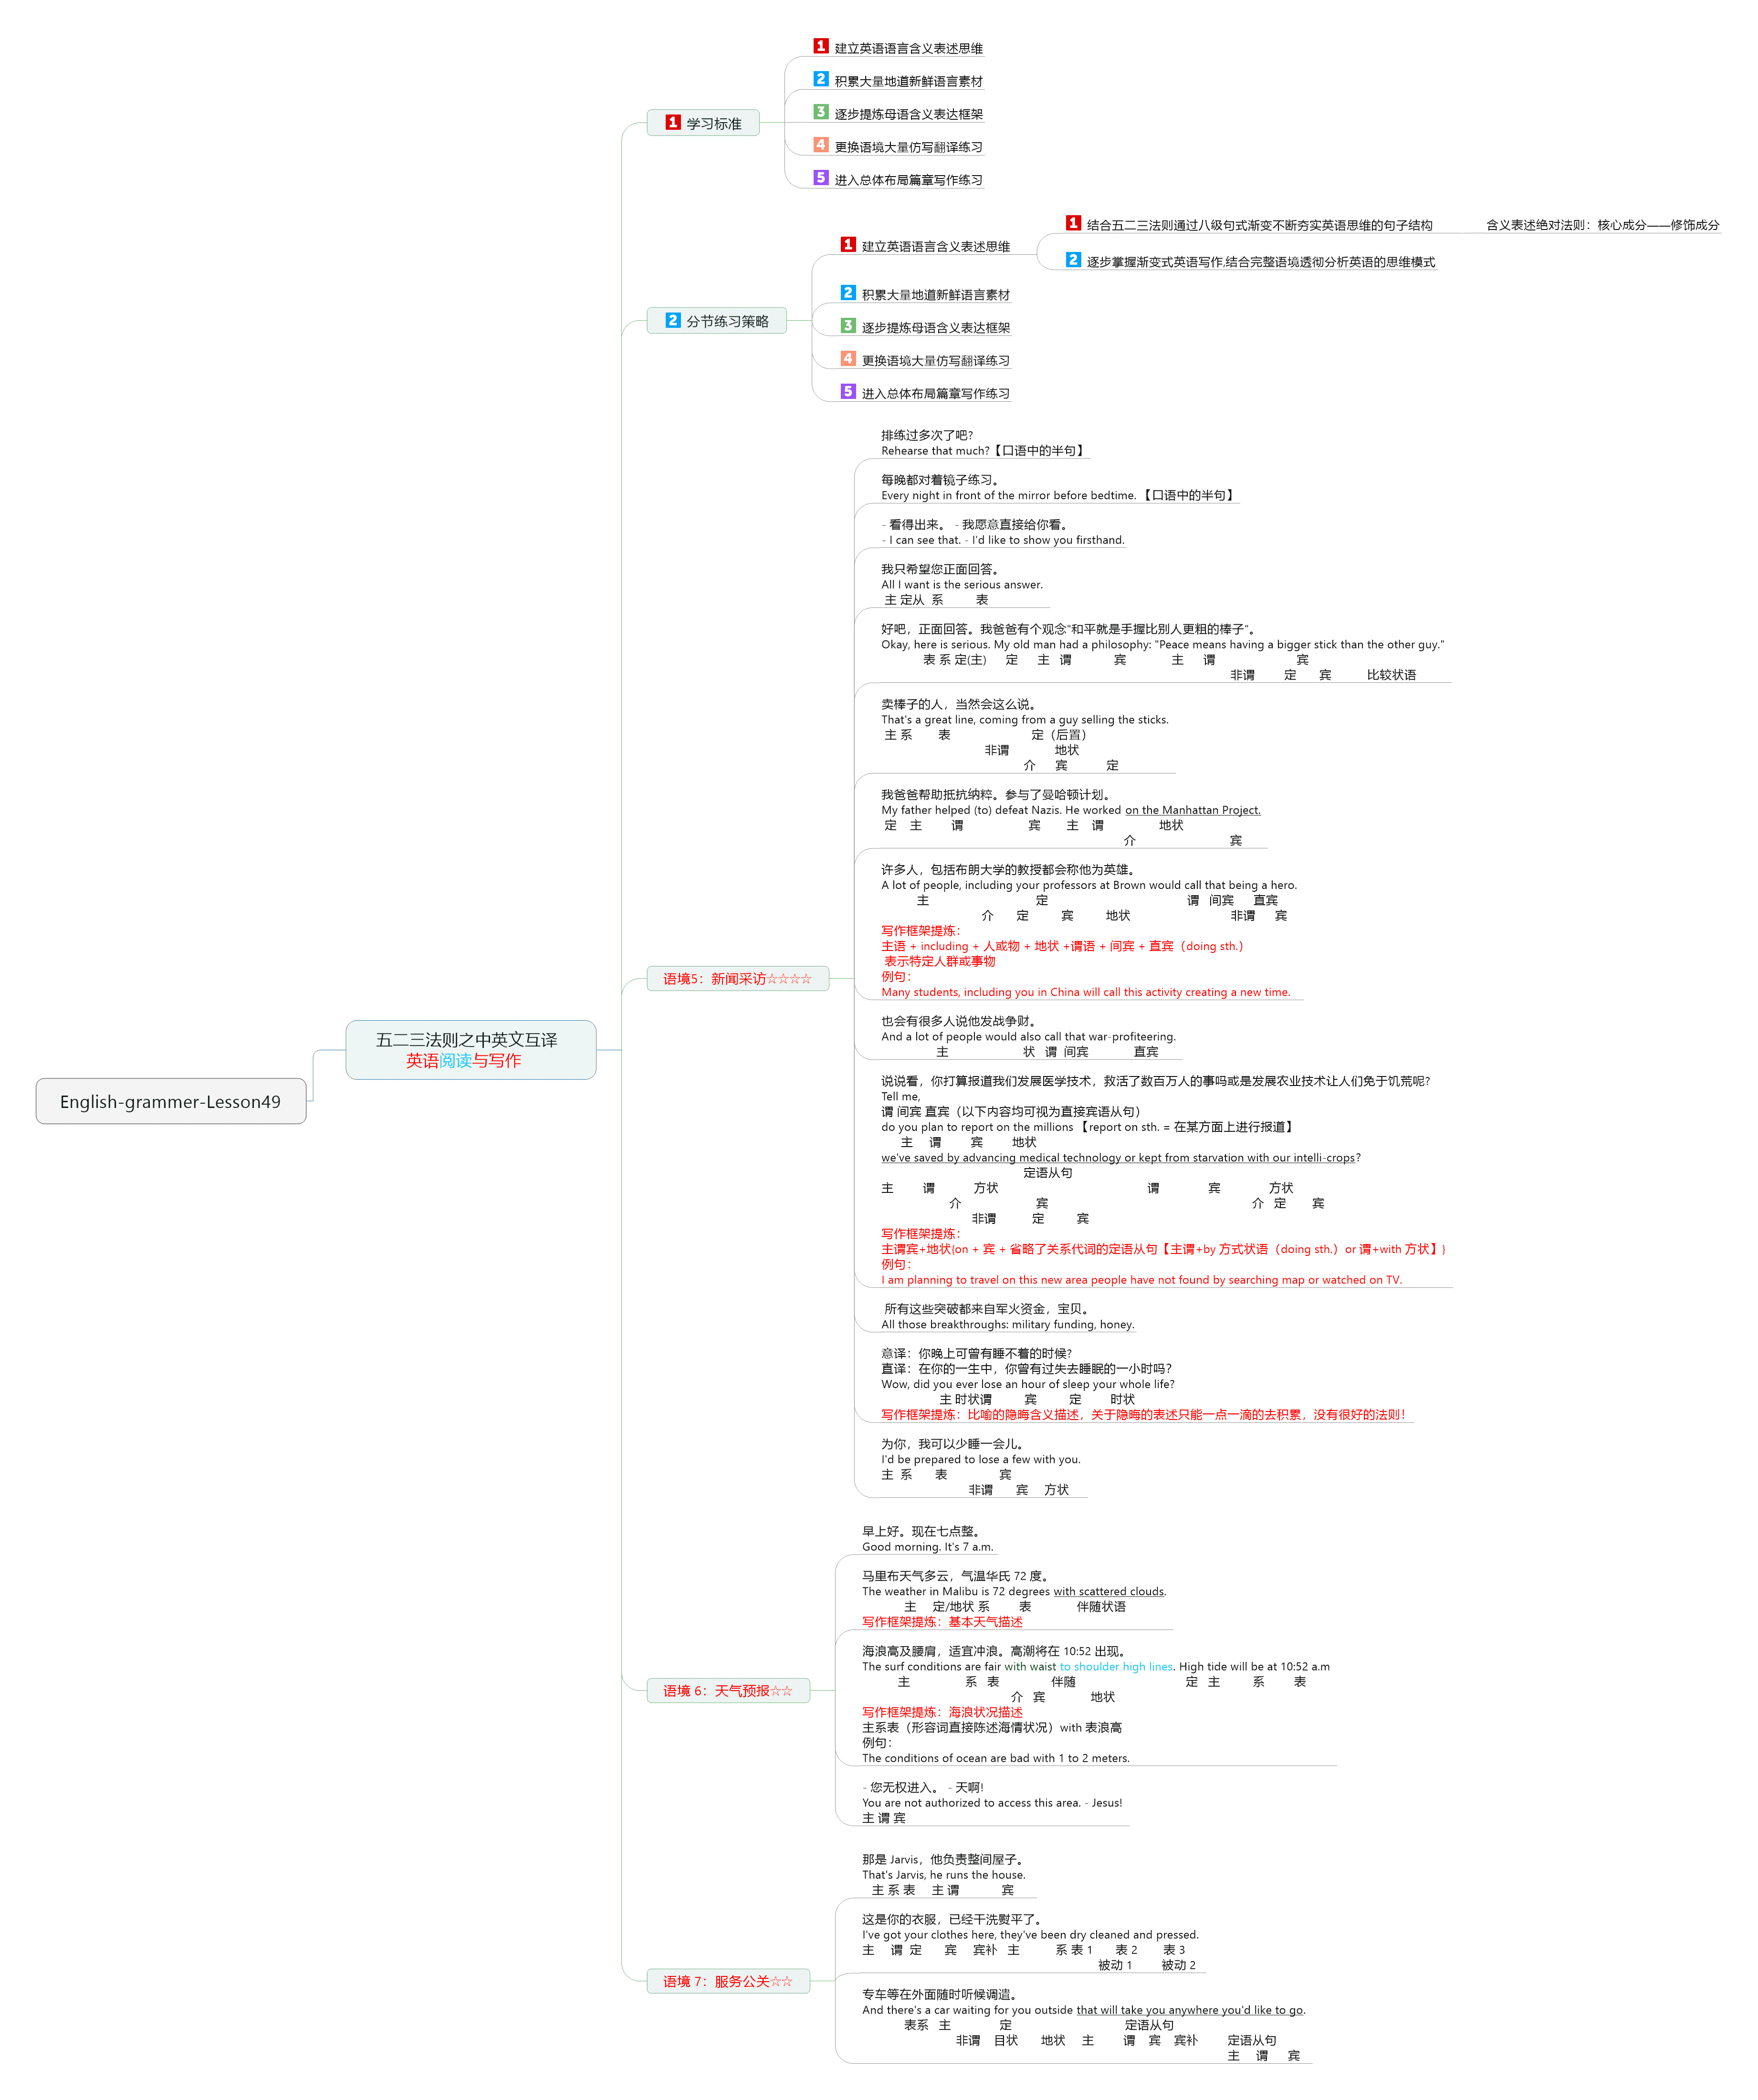 English-grammer-Lesson49
五二三法则之中英文互译
英语阅读与写作
1 学习标准
1 建立英语语言含义表述思维
2 积累大量地道新鲜语言素材
3 逐步提炼母语含义表达框架
4 更换语境大量仿写翻译练习
5 进入总体布局篇章写作练习
2 分节练习策略
1 建立英语语言含义表述思维
1 结合五二三法则通过八级句式渐变不断夯实英语思维的句子结构
含义表述绝对法则：核心成分——修饰成分
2 逐步掌握渐变式英语写作,结合完整语境透彻分析英语的思维模式
2 积累大量地道新鲜语言素材
3 逐步提炼母语含义表达框架
4 更换语境大量仿写翻译练习
5 进入总体布局篇章写作练习
语境5：新闻采访☆☆☆☆
排练过多次了吧?
Rehearse that much?【口语中的半句】
每晚都对着镜子练习。
Every night in front of the mirror before bedtime. 【口语中的半句】
- 看得出来。 - 我愿意直接给你看。
- I can see that. - I'd like to show you firsthand.
我只希望您正面回答。
All I want is the serious answer.
主 定从 系 表
好吧，正面回答。我爸爸有个观念"和平就是手握比别人更粗的棒子"。
Okay, here is serious. My old man had a philosophy: "Peace means having a bigger stick than the other guy."
表 系 定(主) 定 主 谓 宾 主 谓 宾
非谓 定 宾 比较状语
卖棒子的人，当然会这么说。
That's a great line, coming from a guy selling the sticks.
主 系 表 定（后置）
非谓 地状
介 宾 定
我爸爸帮助抵抗纳粹。参与了曼哈顿计划。
My father helped (to) defeat Nazis. He worked on the Manhattan Project.
定 主 谓 宾 主 谓 地状
介 宾
许多人，包括布朗大学的教授都会称他为英雄。
A lot of people, including your professors at Brown would call that being a hero.
主 定 谓 间宾 直宾
介 定 宾 地状 非谓 宾
写作框架提炼：
主语 + including + 人或物 + 地状 +谓语 + 间宾 + 直宾（doing sth.）
表示特定人群或事物
例句：
Many students, including you in China will call this activity creating a new time.
也会有很多人说他发战争财。
And a lot of people would also call that war-profiteering.
主 状 谓 间宾 直宾
说说看，你打算报道我们发展医学技术，救活了数百万人的事吗或是发展农业技术让人们免于饥荒呢?
Tell me,
谓 间宾 直宾（以下内容均可视为直接宾语从句）
do you plan to report on the millions 【report on sth. = 在某方面上进行报道】
主 谓 宾 地状
we've saved by advancing medical technology or kept from starvation with our intelli-crops?
定语从句
主 谓 方状 谓 宾 方状
介 宾 介 定 宾
非谓 定 宾
写作框架提炼：
主谓宾+地状{on + 宾 + 省略了关系代词的定语从句【主谓+by 方式状语（doing sth.）or 谓+with 方状】}
例句：
I am planning to travel on this new area people have not found by searching map or watched on TV.
所有这些突破都来自军火资金，宝贝。
All those breakthroughs: military funding, honey.
意译：你晚上可曾有睡不着的时候?
直译：在你的一生中，你曾有过失去睡眠的一小时吗?
Wow, did you ever lose an hour of sleep your whole life?
主 时状谓 宾 定 时状
写作框架提炼：比喻的隐晦含义描述，关于隐晦的表述只能一点一滴的去积累，没有很好的法则！
为你，我可以少睡一会儿。
I'd be prepared to lose a few with you.
主 系 表 宾
非谓 宾 方状
语境 6：天气预报☆☆
早上好。现在七点整。
Good morning. It's 7 a.m.
马里布天气多云，气温华氏 72 度。
The weather in Malibu is 72 degrees with scattered clouds.
主 定/地状 系 表 伴随状语
写作框架提炼：基本天气描述
海浪高及腰肩，适宜冲浪。高潮将在 10:52 出现。
The surf conditions are fair with waist to shoulder high lines. High tide will be at 10:52 a.m
主 系 表 伴随 定 主 系 表
介 宾 地状
写作框架提炼：海浪状况描述
主系表（形容词直接陈述海情状况）with 表浪高
例句：
The conditions of ocean are bad with 1 to 2 meters.
- 您无权进入。 - 天啊!
You are not authorized to access this area. - Jesus!
主 谓 宾
语境 7：服务公关☆☆
那是 Jarvis，他负责整间屋子。
That's Jarvis, he runs the house.
主 系 表 主 谓 宾
这是你的衣服，已经干洗熨平了。
I've got your clothes here, they've been dry cleaned and pressed.
主 谓 定 宾 宾补 主 系 表 1 表 2 表 3
被动 1 被动 2
专车等在外面随时听候调遣。
And there's a car waiting for you outside that will take you anywhere you'd like to go.
表系 主 定 定语从句
非谓 目状 地状 主 谓 宾 宾补 定语从句
主 谓 宾